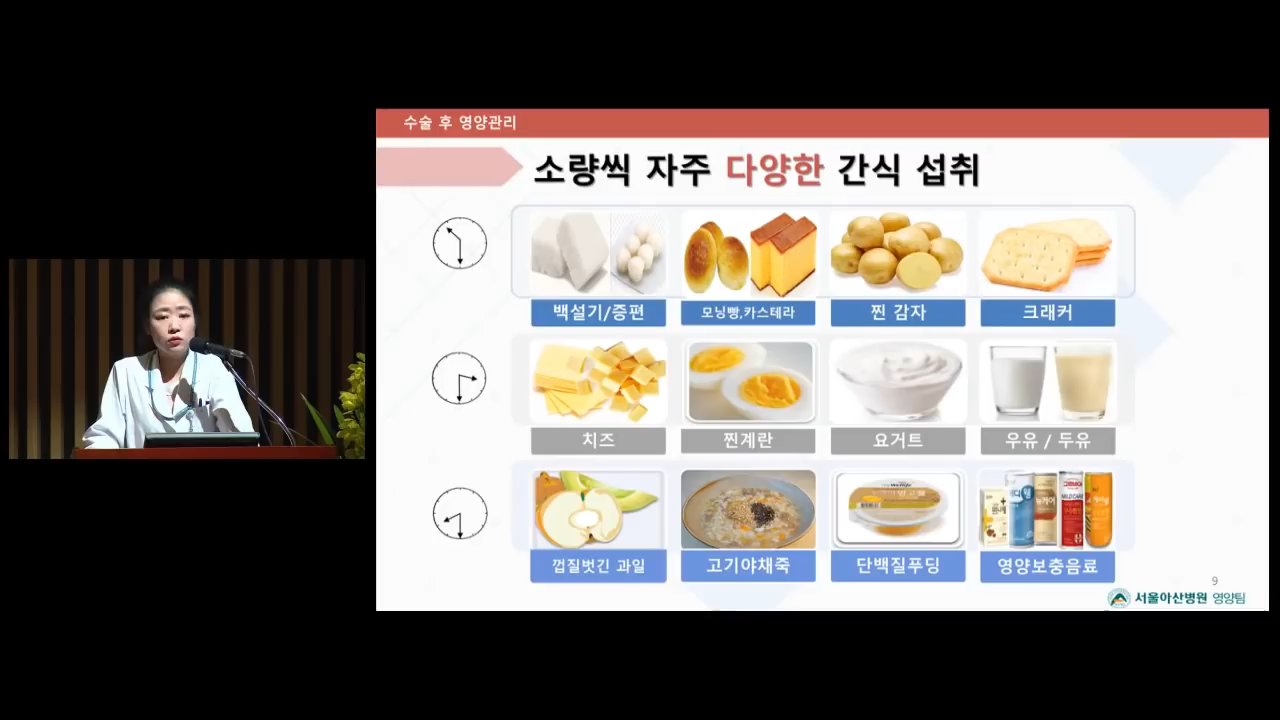 수술 후 영양관리
소량씩 자주 다양한 간식 섭취
백설기/증편
모닝빵,카스테라
찐 감자
크래커
치즈
찐계란
요거트
우유 / 두유
껍질벗긴 과일
고기야채죽
단백질푸딩
영양보충음료
9
서울아산병원 영양팀